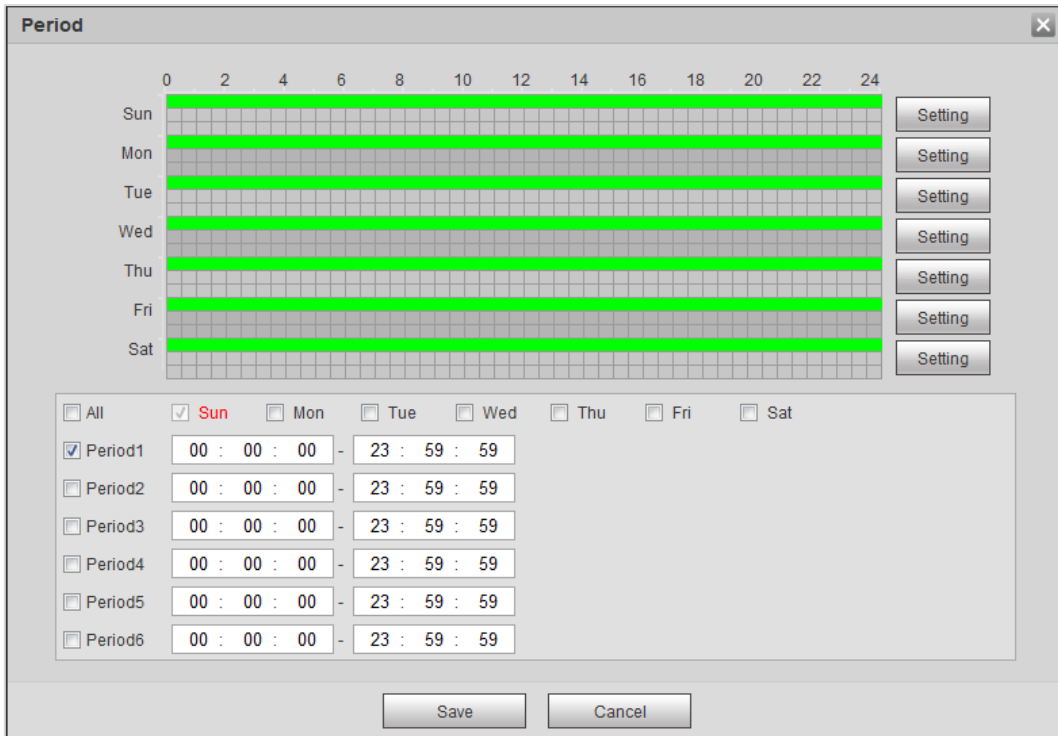 Period
0 2 4 6 8 10 12 14 16 18 20 22 24
Sun Setting
Mon Setting
Tue Setting
Wed Setting
Thu Setting
Fri Setting
Sat Setting
All Sun Mon Tue Wed Thu Fri Sat
Period1 00 : 00 : 00 - 23 : 59 : 59
Period2 00 : 00 : 00 - 23 : 59 : 59
Period3 00 : 00 : 00 - 23 : 59 : 59
Period4 00 : 00 : 00 - 23 : 59 : 59
Period5 00 : 00 : 00 - 23 : 59 : 59
Period6 00 : 00 : 00 - 23 : 59 : 59
Save Cancel